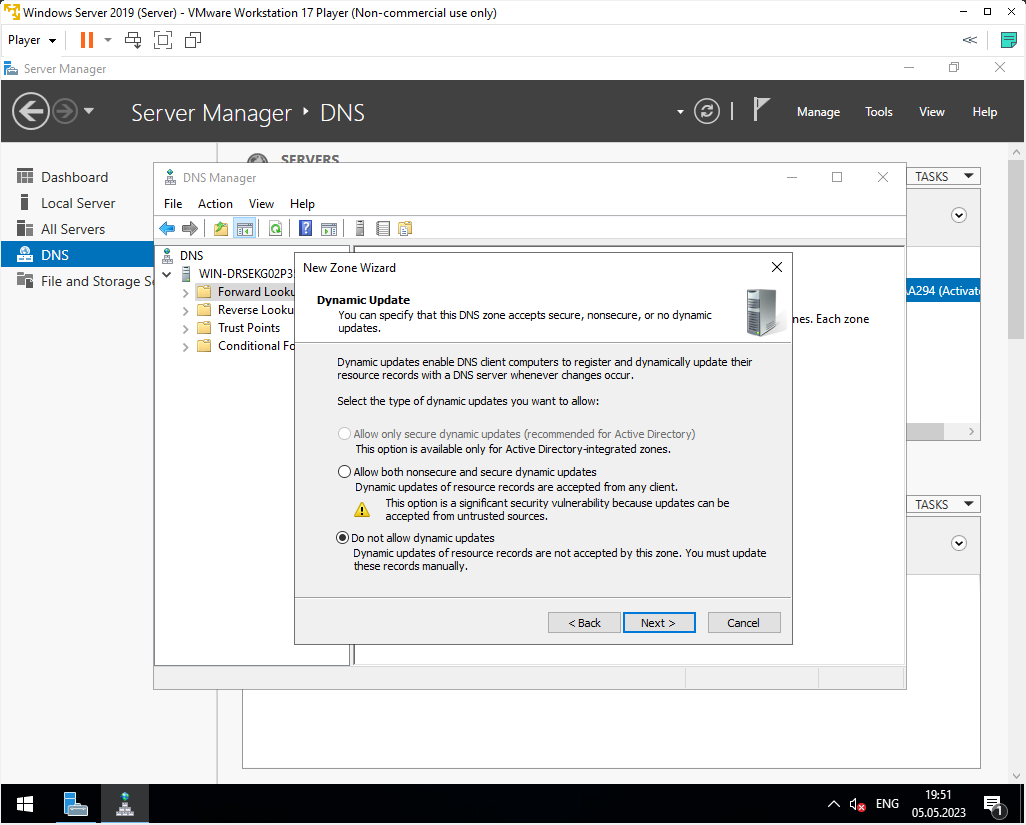 Windows Server 2019 (Server) - VMware Workstation 17 Player (Non-commercial use only)
Player
Server Manager
Server Manager DNS
Manage Tools View Help
Dashboard
Local Server
All Servers
DNS
File and Storage
SERVERS
TASKS
DNS Manager
File Action View Help
DNS
Forward
Reverse
Trust Points
Conditional
(Activat
Each zone
TASKS
New Zone Wizard
Dynamic Update
You can specify that this DNS zone accepts secure, nonsecure, or no dynamic
updates.
Dynamic updates enable DNS client computers to register and dynamically update their
resource records with a DNS server whenever changes occur.
Select the type of dynamic updates you want to allow:
Allow only secure dynamic updates (recommended for Active Directory)
This option is available only for Active Directory-integrated zones.
Allow both nonsecure and secure dynamic updates
Dynamic updates of resource records are accepted from any client.
This option is a significant security vulnerability because updates can be
accepted from untrusted sources.
Do not allow dynamic updates
Dynamic updates of resource records are not accepted by this zone. You must update
these records manually.
< Back Next > Cancel
ENG
19:51
05.05.2023
1